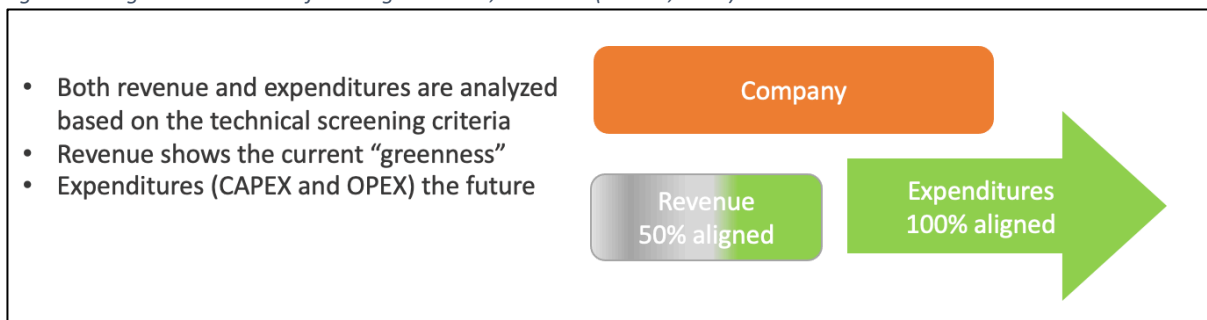 • Both revenue and expenditures are analyzed
based on the technical screening criteria
• Revenue shows the current “greenness”
• Expenditures (CAPEX and OPEX) the future
Company
Revenue
50% aligned
Expenditures
100% aligned